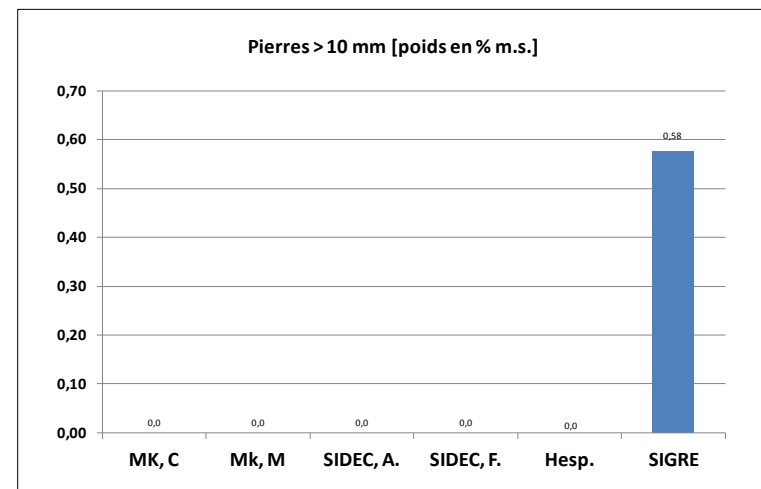 Pierres > 10 mm [poids en % m.s.]
0,70
0,60
0,50
0,40
0,30
0,20
0,10
0,00
0,0 0,0 0,0 0,0 0,0 0,58
MK, C Mk, M SIDEC, A. SIDEC, F. Hesp. SIGRE